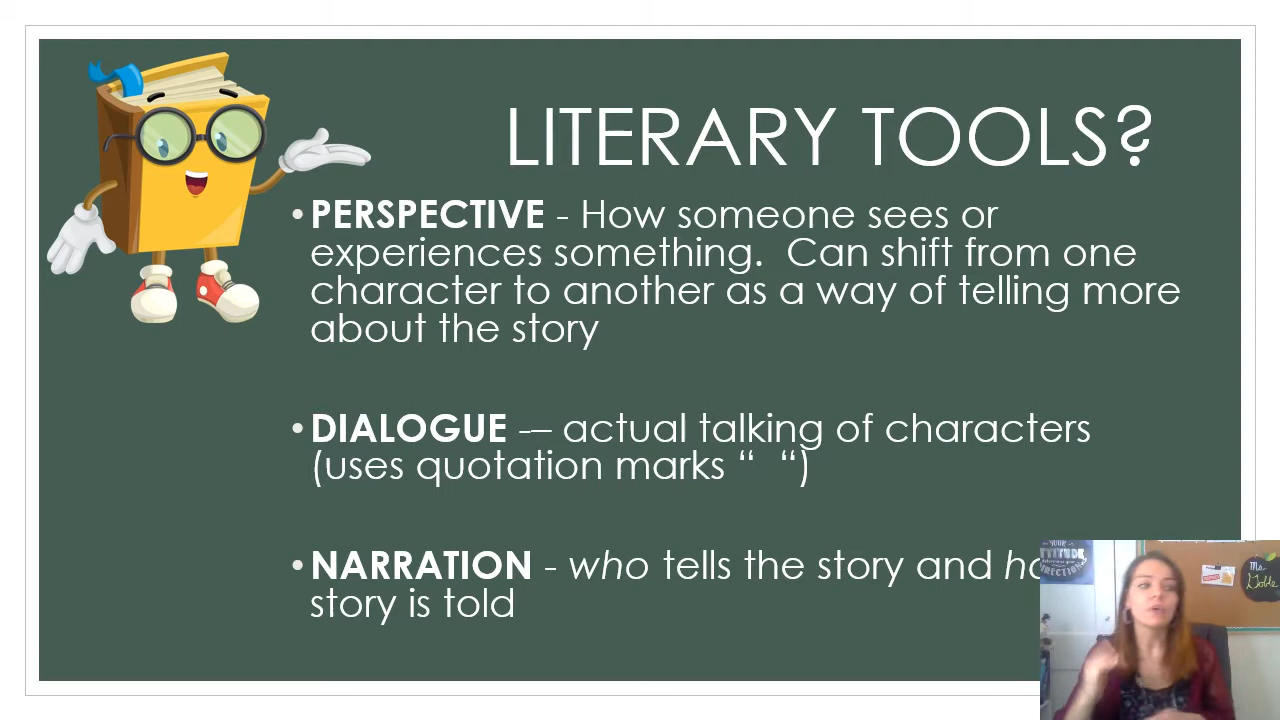 LITERARY TOOLS?
•PERSPECTIVE - How someone sees or
experiences something.  Can shift from one
character to another as a way of telling more
about the story
•DIALOGUE -– actual talking of characters
(uses quotation marks “  “)
•NARRATION - who tells the story and
story is told
YOUR
Ms.